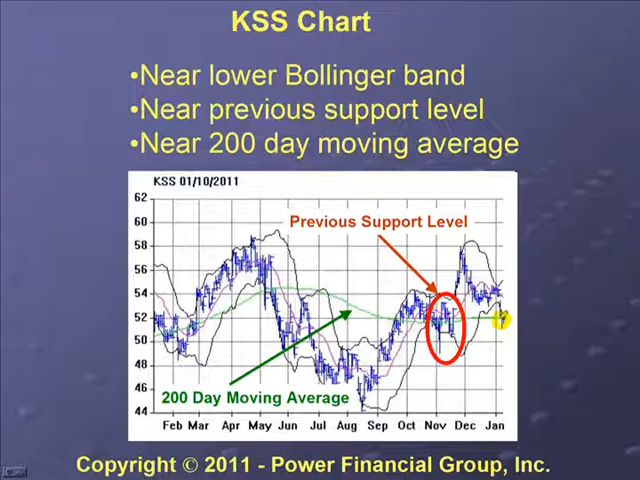 KSS Chart
•Near lower Bollinger band
•Near previous support level
•Near 200 day moving average
KSS 01/10/2011
62
60
58
56
54
52
50
48
46
44
Previous Support Level
200 Day Moving Average
Feb Mar Apr May Jun Jul Aug Sep Oct Nov Dec Jan
Copyright © 2011 - Power Financial Group, Inc.